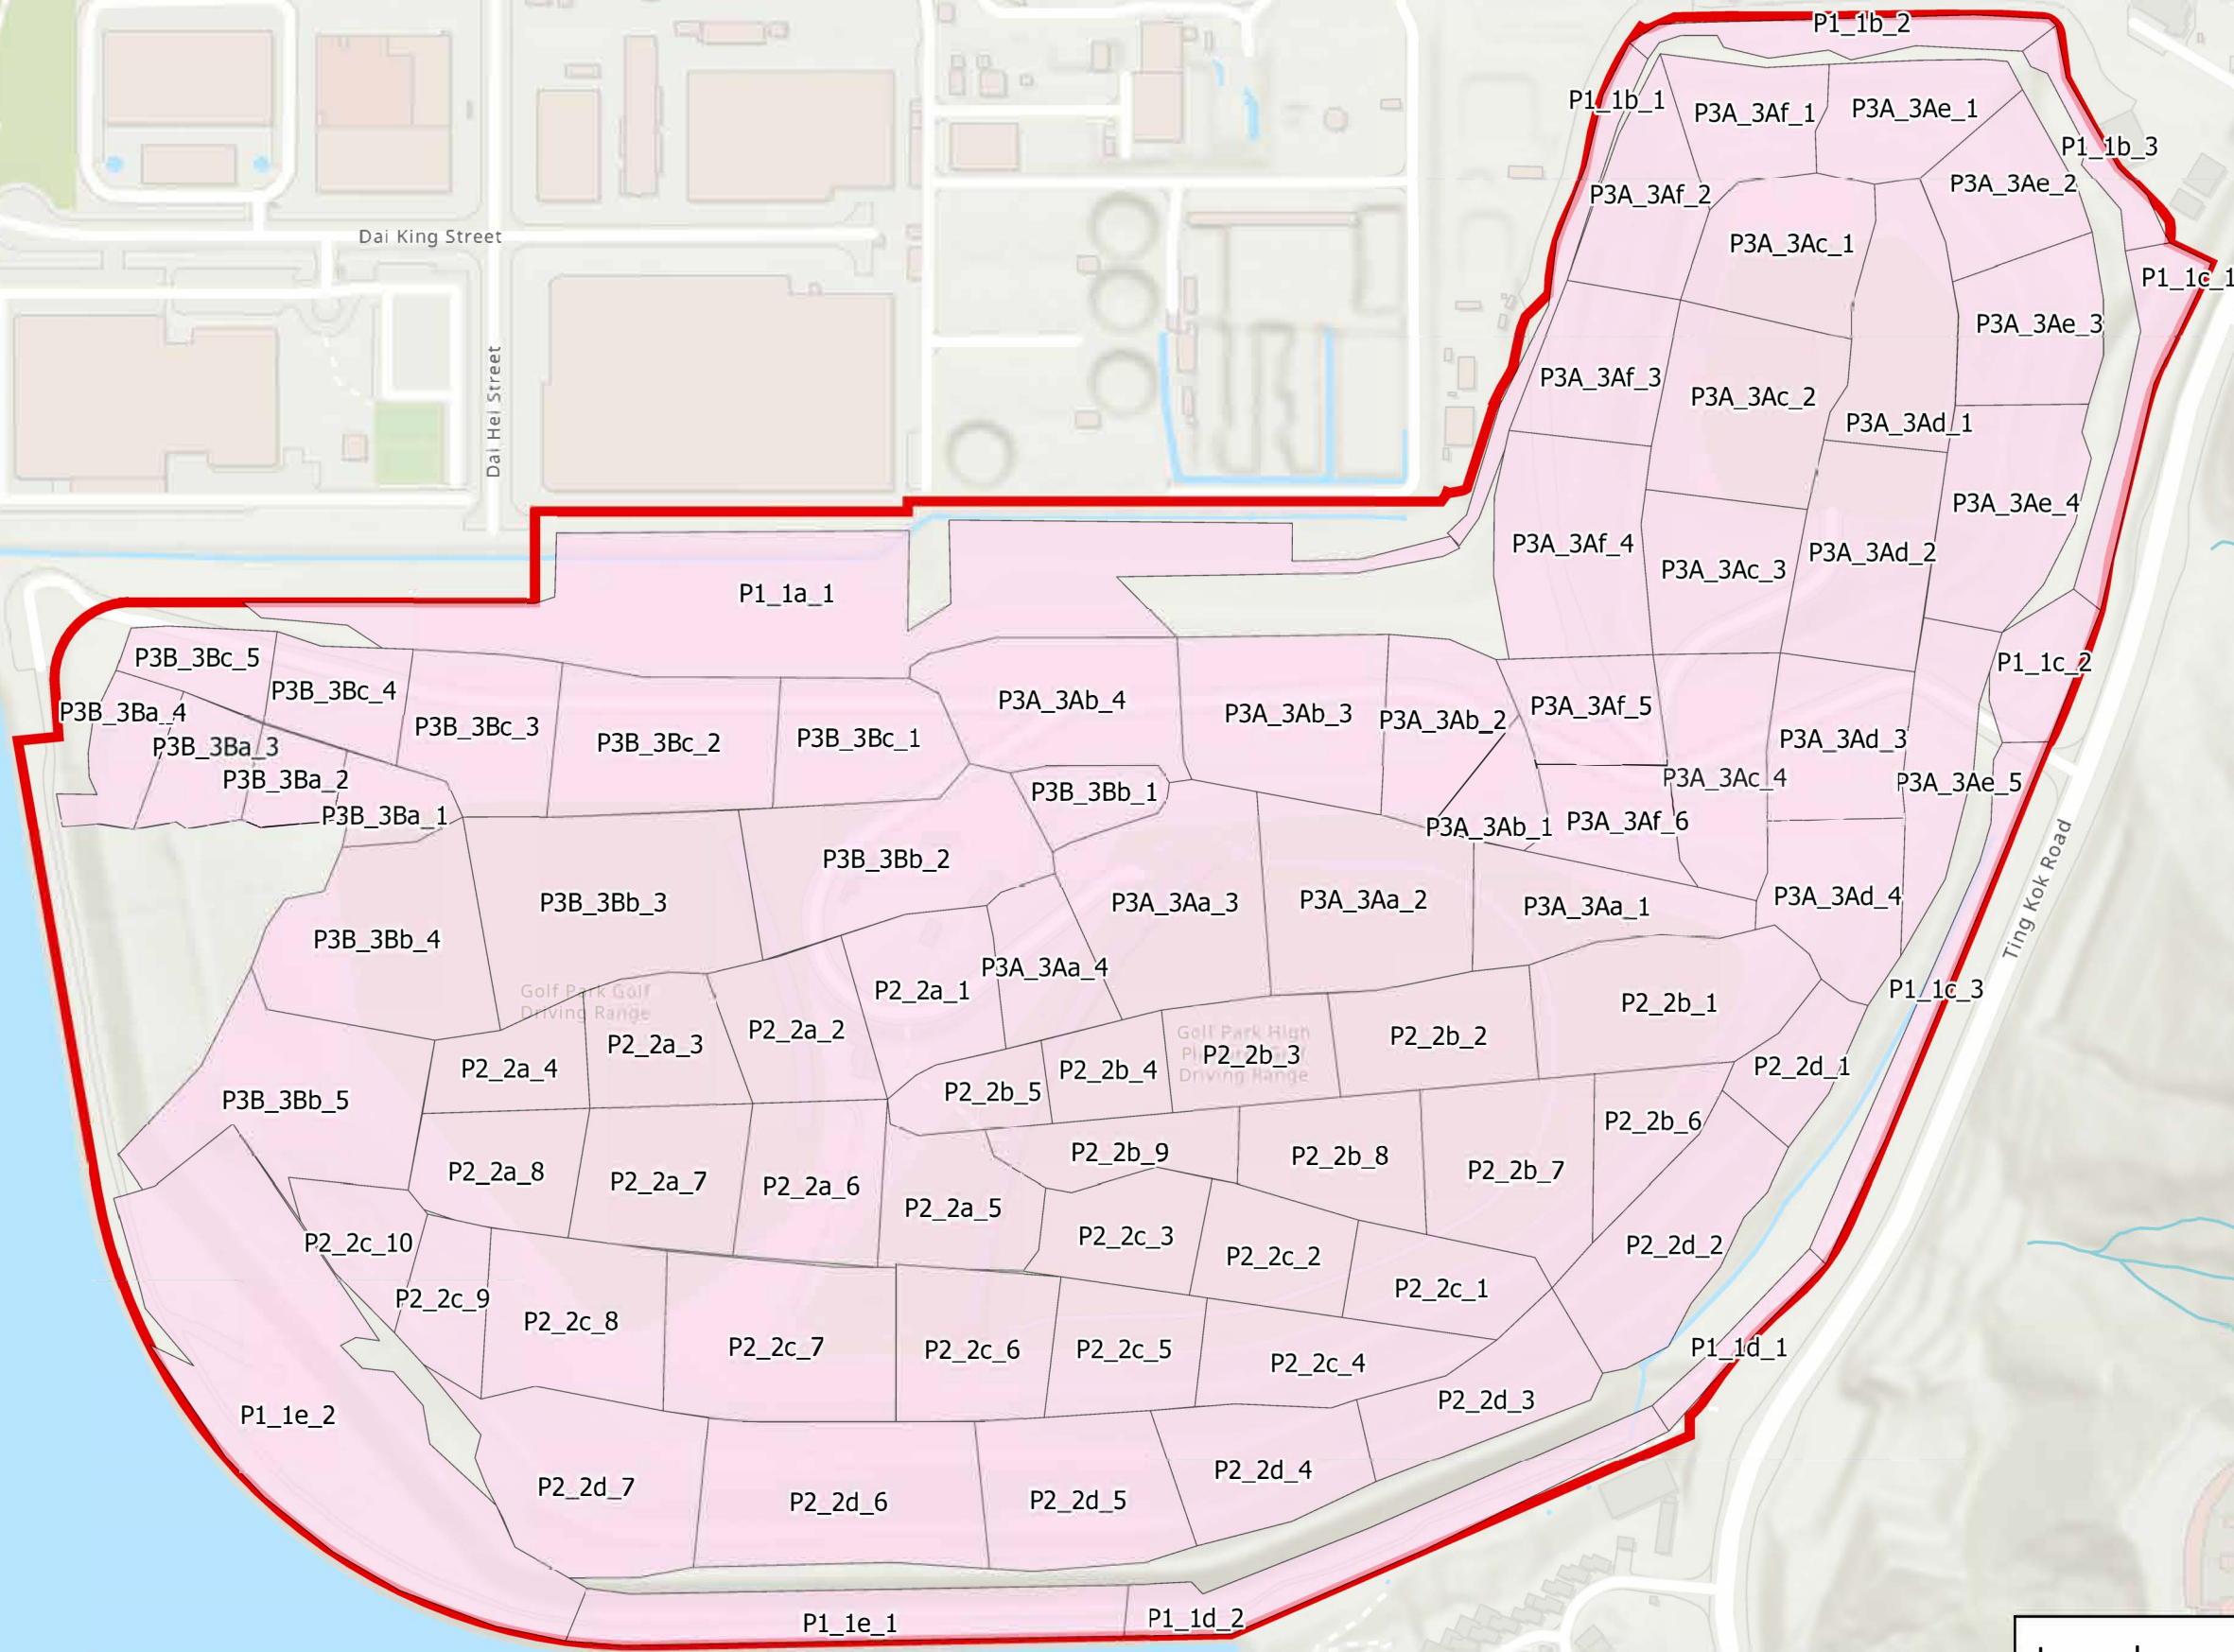 P1_1b_2
P1_1b_1
P3A_3Af_1
P3A_3Ae_1
P1_1b_3
P3A_3Af_2
P3A_3Ae_2
Dai King Street
P3A_3Ac_1
P1_1c_1
P3A_3Ae_3
P3A_3Af_3
P3A_3Ac_2
Dai Hei Street
P3A_3Ad_1
P3A_3Ae_4
P3A_3Af_4
P3A_3Ad_2
P3A_3Ac_3
P1_1a_1
P3B_3Bc_5
P1_1c_2
P3B_3Bc_4
P3A_3Ab_4
P3A_3Af_5
P3B_3Ba_4
P3A_3Ab_3
P3A_3Ab_2
P3B_3Bc_3
P3B_3Bc_2
P3B_3Bc_1
P3A_3Ad_3
P3B_3Ba_3
P3B_3Ba_2
P3A_3Ac_4
P3A_3Ae_5
P3B_3Bb_1
P3B_3Ba_1
P3A_3Ab_1
P3A_3Af_6
P3B_3Bb_2
Ting Kok Road
P3B_3Bb_3
P3A_3Aa_3
P3A_3Aa_2
P3A_3Aa_1
P3A_3Ad_4
P3B_3Bb_4
P3A_3Aa_4
P2_2a_1
P1_1c_3
Golf Park Golf
Driving Range
P2_2b_1
P2_2a_2
P2_2a_3
Golf Park High
P2_2b_3
Driving Range
P2_2b_2
P2_2a_4
P2_2b_4
P2_2d_1
P2_2b_5
P3B_3Bb_5
P2_2b_6
P2_2b_9
P2_2b_8
P2_2a_8
P2_2b_7
P2_2a_7
P2_2a_6
P2_2a_5
P2_2c_3
P2_2c_10
P2_2d_2
P2_2c_2
P2_2c_1
P2_2c_9
P2_2c_8
P2_2c_7
P2_2c_6
P2_2c_5
P1_1d_1
P2_2c_4
P2_2d_3
P1_1e_2
P2_2d_4
P2_2d_7
P2_2d_6
P2_2d_5
P1_1e_1
P1_1d_2